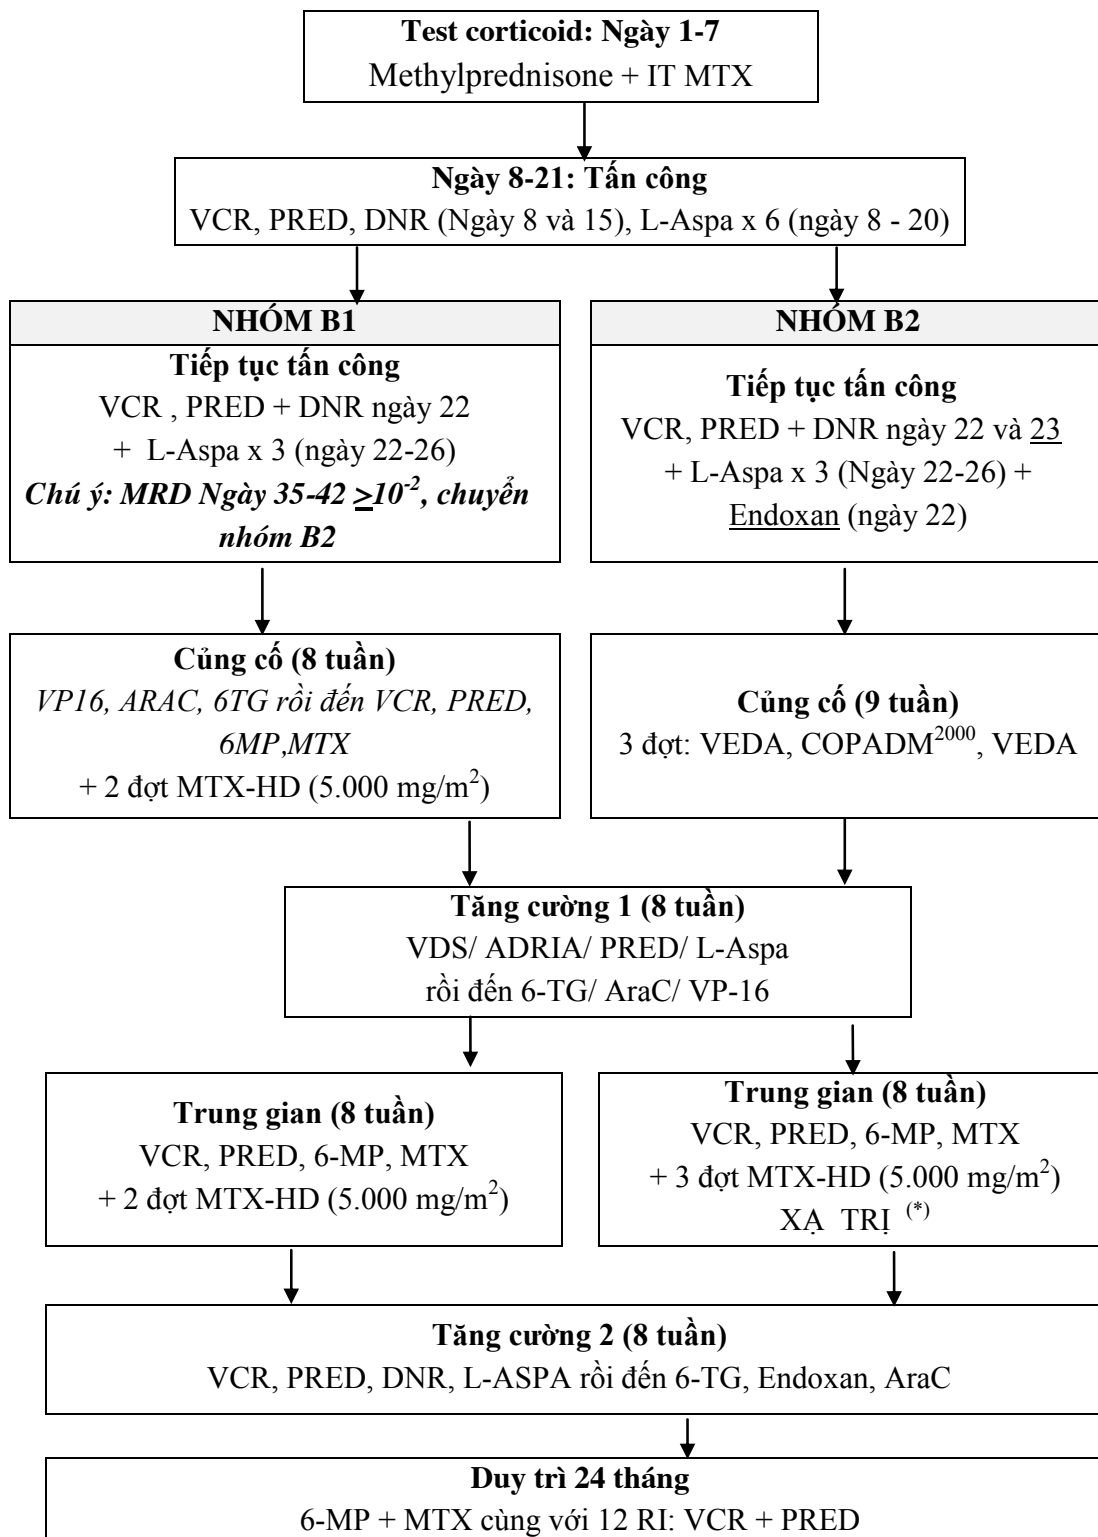 Test corticoid: Ngày 1-7
Methylprednisone + IT MTX
Ngày 8-21: Tấn công
VCR, PRED, DNR (Ngày 8 và 15), L-Aspa x 6 (ngày 8 - 20)
NHÓM B1
Tiếp tục tấn công
VCR , PRED + DNR ngày 22
+ L-Aspa x 3 (ngày 22-26)
Chú ý: MRD Ngày 35-42 ≥10⁻², chuyển
nhóm B2
NHÓM B2
Tiếp tục tấn công
VCR, PRED + DNR ngày 22 và 23
+ L-Aspa x 3 (Ngày 22-26) +
Endoxan (ngày 22)
Củng cố (8 tuần)
VP16, ARAC, 6TG rồi đến VCR, PRED,
6MP,MTX
+ 2 đợt MTX-HD (5.000 mg/m²)
Củng cố (9 tuần)
3 đợt: VEDA, COPADM²⁰⁰⁰, VEDA
Tăng cường 1 (8 tuần)
VDS/ ADRIA/ PRED/ L-Aspa
rồi đến 6-TG/ AraC/ VP-16
Trung gian (8 tuần)
VCR, PRED, 6-MP, MTX
+ 2 đợt MTX-HD (5.000 mg/m²)
Trung gian (8 tuần)
VCR, PRED, 6-MP, MTX
+ 3 đợt MTX-HD (5.000 mg/m²)
XẠ TRỊ (*)
Tăng cường 2 (8 tuần)
VCR, PRED, DNR, L-ASPA rồi đến 6-TG, Endoxan, AraC
Duy trì 24 tháng
6-MP + MTX cùng với 12 RI: VCR + PRED